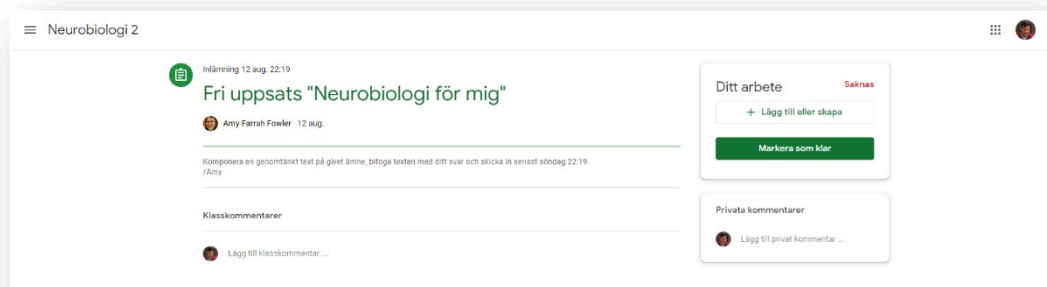 Neurobiologi 2
Inlämning 12 aug. 22:19
Fri uppsats "Neurobiologi för mig"
Amy Farrah Fowler 12 aug.
Komponera en genomtänkt text på givet ämne, bifoga texten med ditt svar och skicka in senast söndag 22:19.
/Amy
Klasskommentarer
Lägg till klasskommentar ...
Ditt arbete
Saknas
+ Lägg till eller skapa
Markera som klar
Privata kommentarer
Lägg till privat kommentar ...